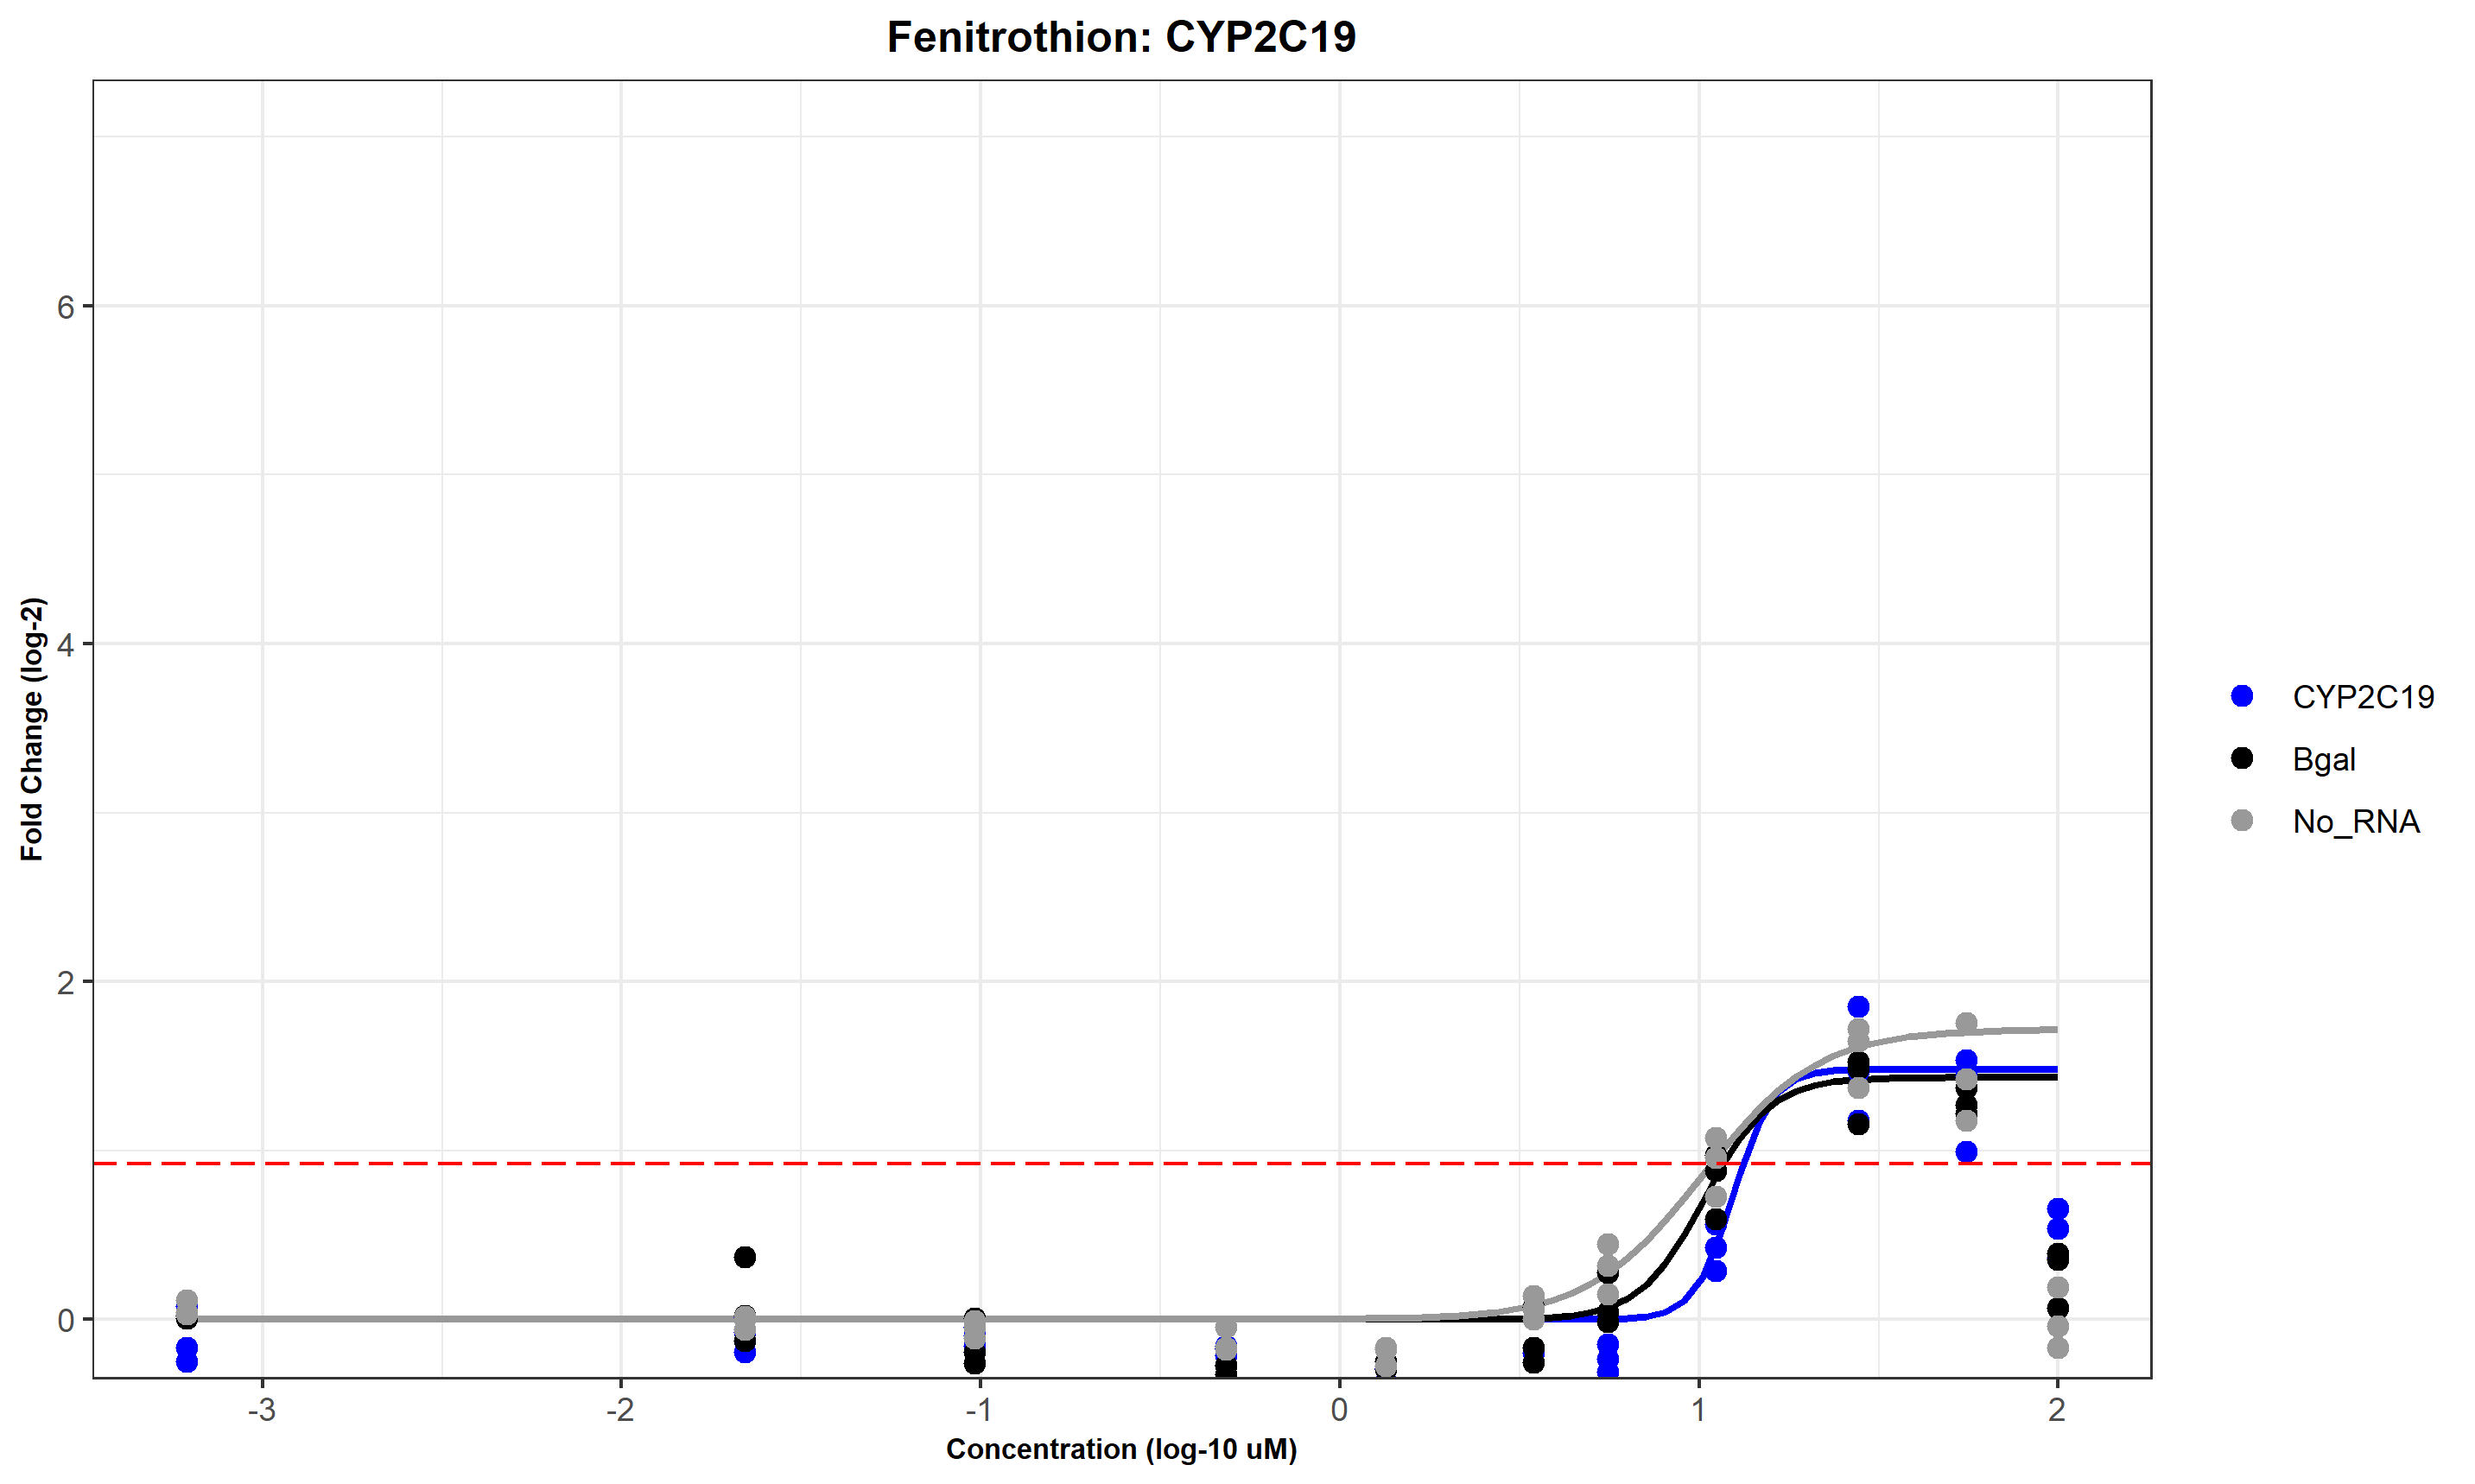 Fenitrothion: CYP2C19
Fold Change (log-2)
6
4
2
0
-3
-2
-1
0
1
2
Concentration (log-10 uM)
CYP2C19
Bgal
No_RNA